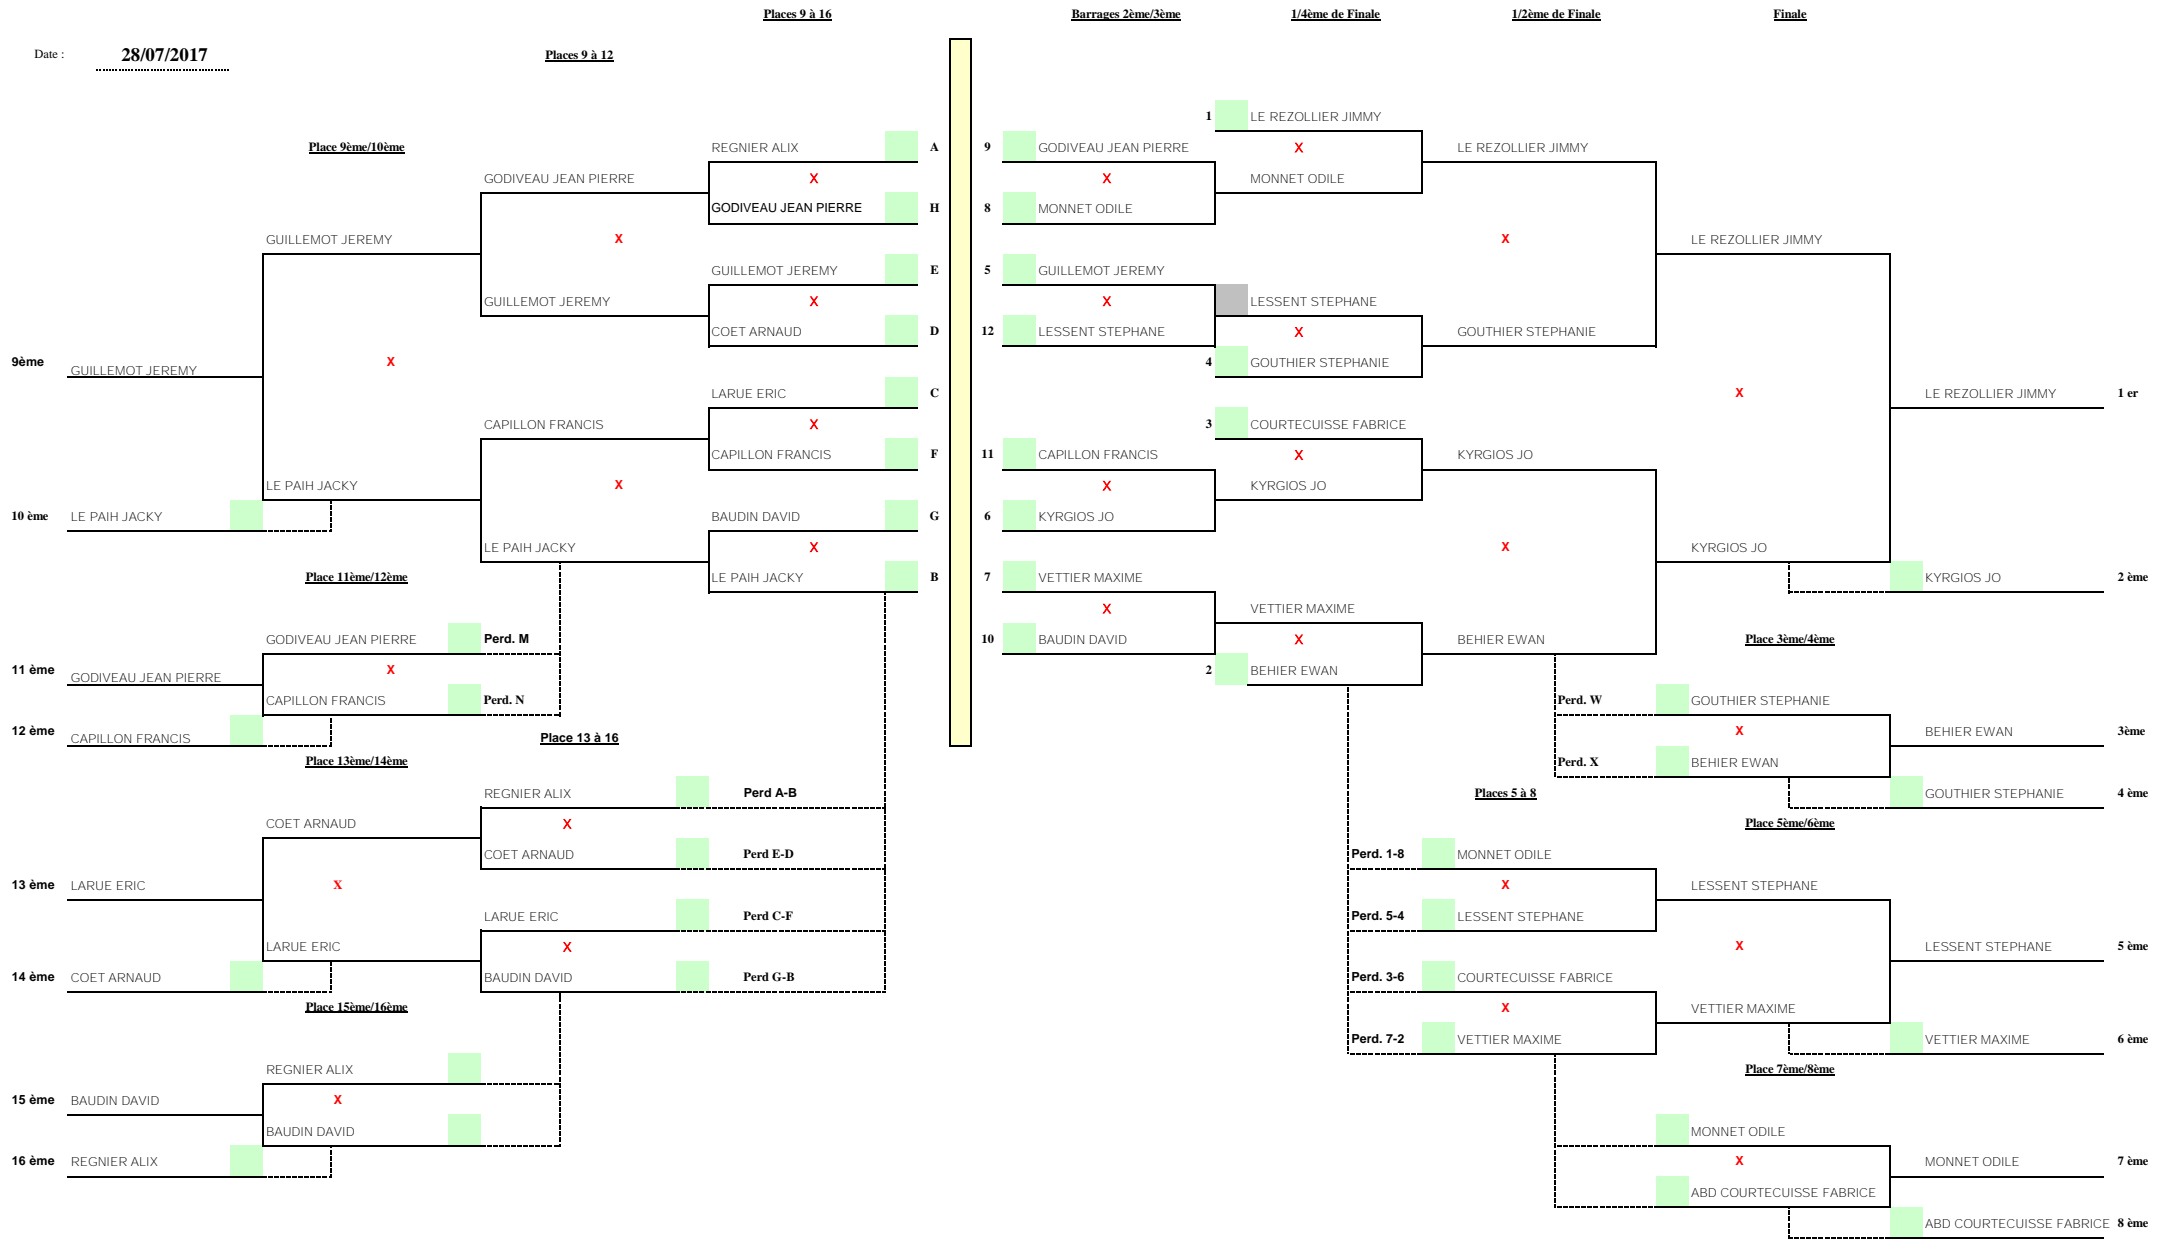 Places 9 à 16 Barrages 2ème/3ème 1/4ème de Finale 1/2ème de Finale Finale
Date : 28/07/2017 Places 9 à 12
1 LE REZOLLIER JIMMY
Place 9ème/10ème REGNIER ALIX A 9 GODIVEAU JEAN PIERRE X LE REZOLLIER JIMMY
GODIVEAU JEAN PIERRE X X MONNET ODILE
GODIVEAU JEAN PIERRE H 8 MONNET ODILE
GUILLEMOT JEREMY X X LE REZOLLIER JIMMY
GUILLEMOT JEREMY E 5 GUILLEMOT JEREMY
GUILLEMOT JEREMY X X LESSENT STEPHANE
COET ARNAUD D 12 LESSENT STEPHANE X GOUTHIER STEPHANIE
9ème GUILLEMOT JEREMY X 4 GOUTHIER STEPHANIE
LARUE ERIC C X LE REZOLLIER JIMMY 1 er
CAPILLON FRANCIS X 3 COURTECUISSE FABRICE
CAPILLON FRANCIS F 11 CAPILLON FRANCIS X KYRGIOS JO
LE PAIH JACKY X X KYRGIOS JO
10 ème LE PAIH JACKY BAUDIN DAVID G 6 KYRGIOS JO
LE PAIH JACKY X X KYRGIOS JO
Place 11ème/12ème LE PAIH JACKY B 7 VETTIER MAXIME KYRGIOS JO 2 ème
X VETTIER MAXIME
GODIVEAU JEAN PIERRE Perd. M 10 BAUDIN DAVID X BEHIER EWAN Place 3ème/4ème
11 ème GODIVEAU JEAN PIERRE X 2 BEHIER EWAN
CAPILLON FRANCIS Perd. N Perd. W GOUTHIER STEPHANIE
12 ème CAPILLON FRANCIS Place 13 à 16 X BEHIER EWAN 3ème
Place 13ème/14ème Perd. X BEHIER EWAN
REGNIER ALIX Perd A-B Places 5 à 8 GOUTHIER STEPHANIE 4 ème
COET ARNAUD X Place 5ème/6ème
COET ARNAUD Perd E-D Perd. 1-8 MONNET ODILE
13 ème LARUE ERIC X X LESSENT STEPHANE
LARUE ERIC Perd C-F Perd. 5-4 LESSENT STEPHANE
LARUE ERIC X X LESSENT STEPHANE 5 ème
14 ème COET ARNAUD BAUDIN DAVID Perd G-B Perd. 3-6 COURTECUISSE FABRICE
Place 15ème/16ème X VETTIER MAXIME
Perd. 7-2 VETTIER MAXIME VETTIER MAXIME 6 ème
REGNIER ALIX Place 7ème/8ème
15 ème BAUDIN DAVID X
BAUDIN DAVID MONNET ODILE
16 ème REGNIER ALIX X MONNET ODILE 7 ème
ABD COURTECUISSE FABRICE
ABD COURTECUISSE FABRICE 8 ème